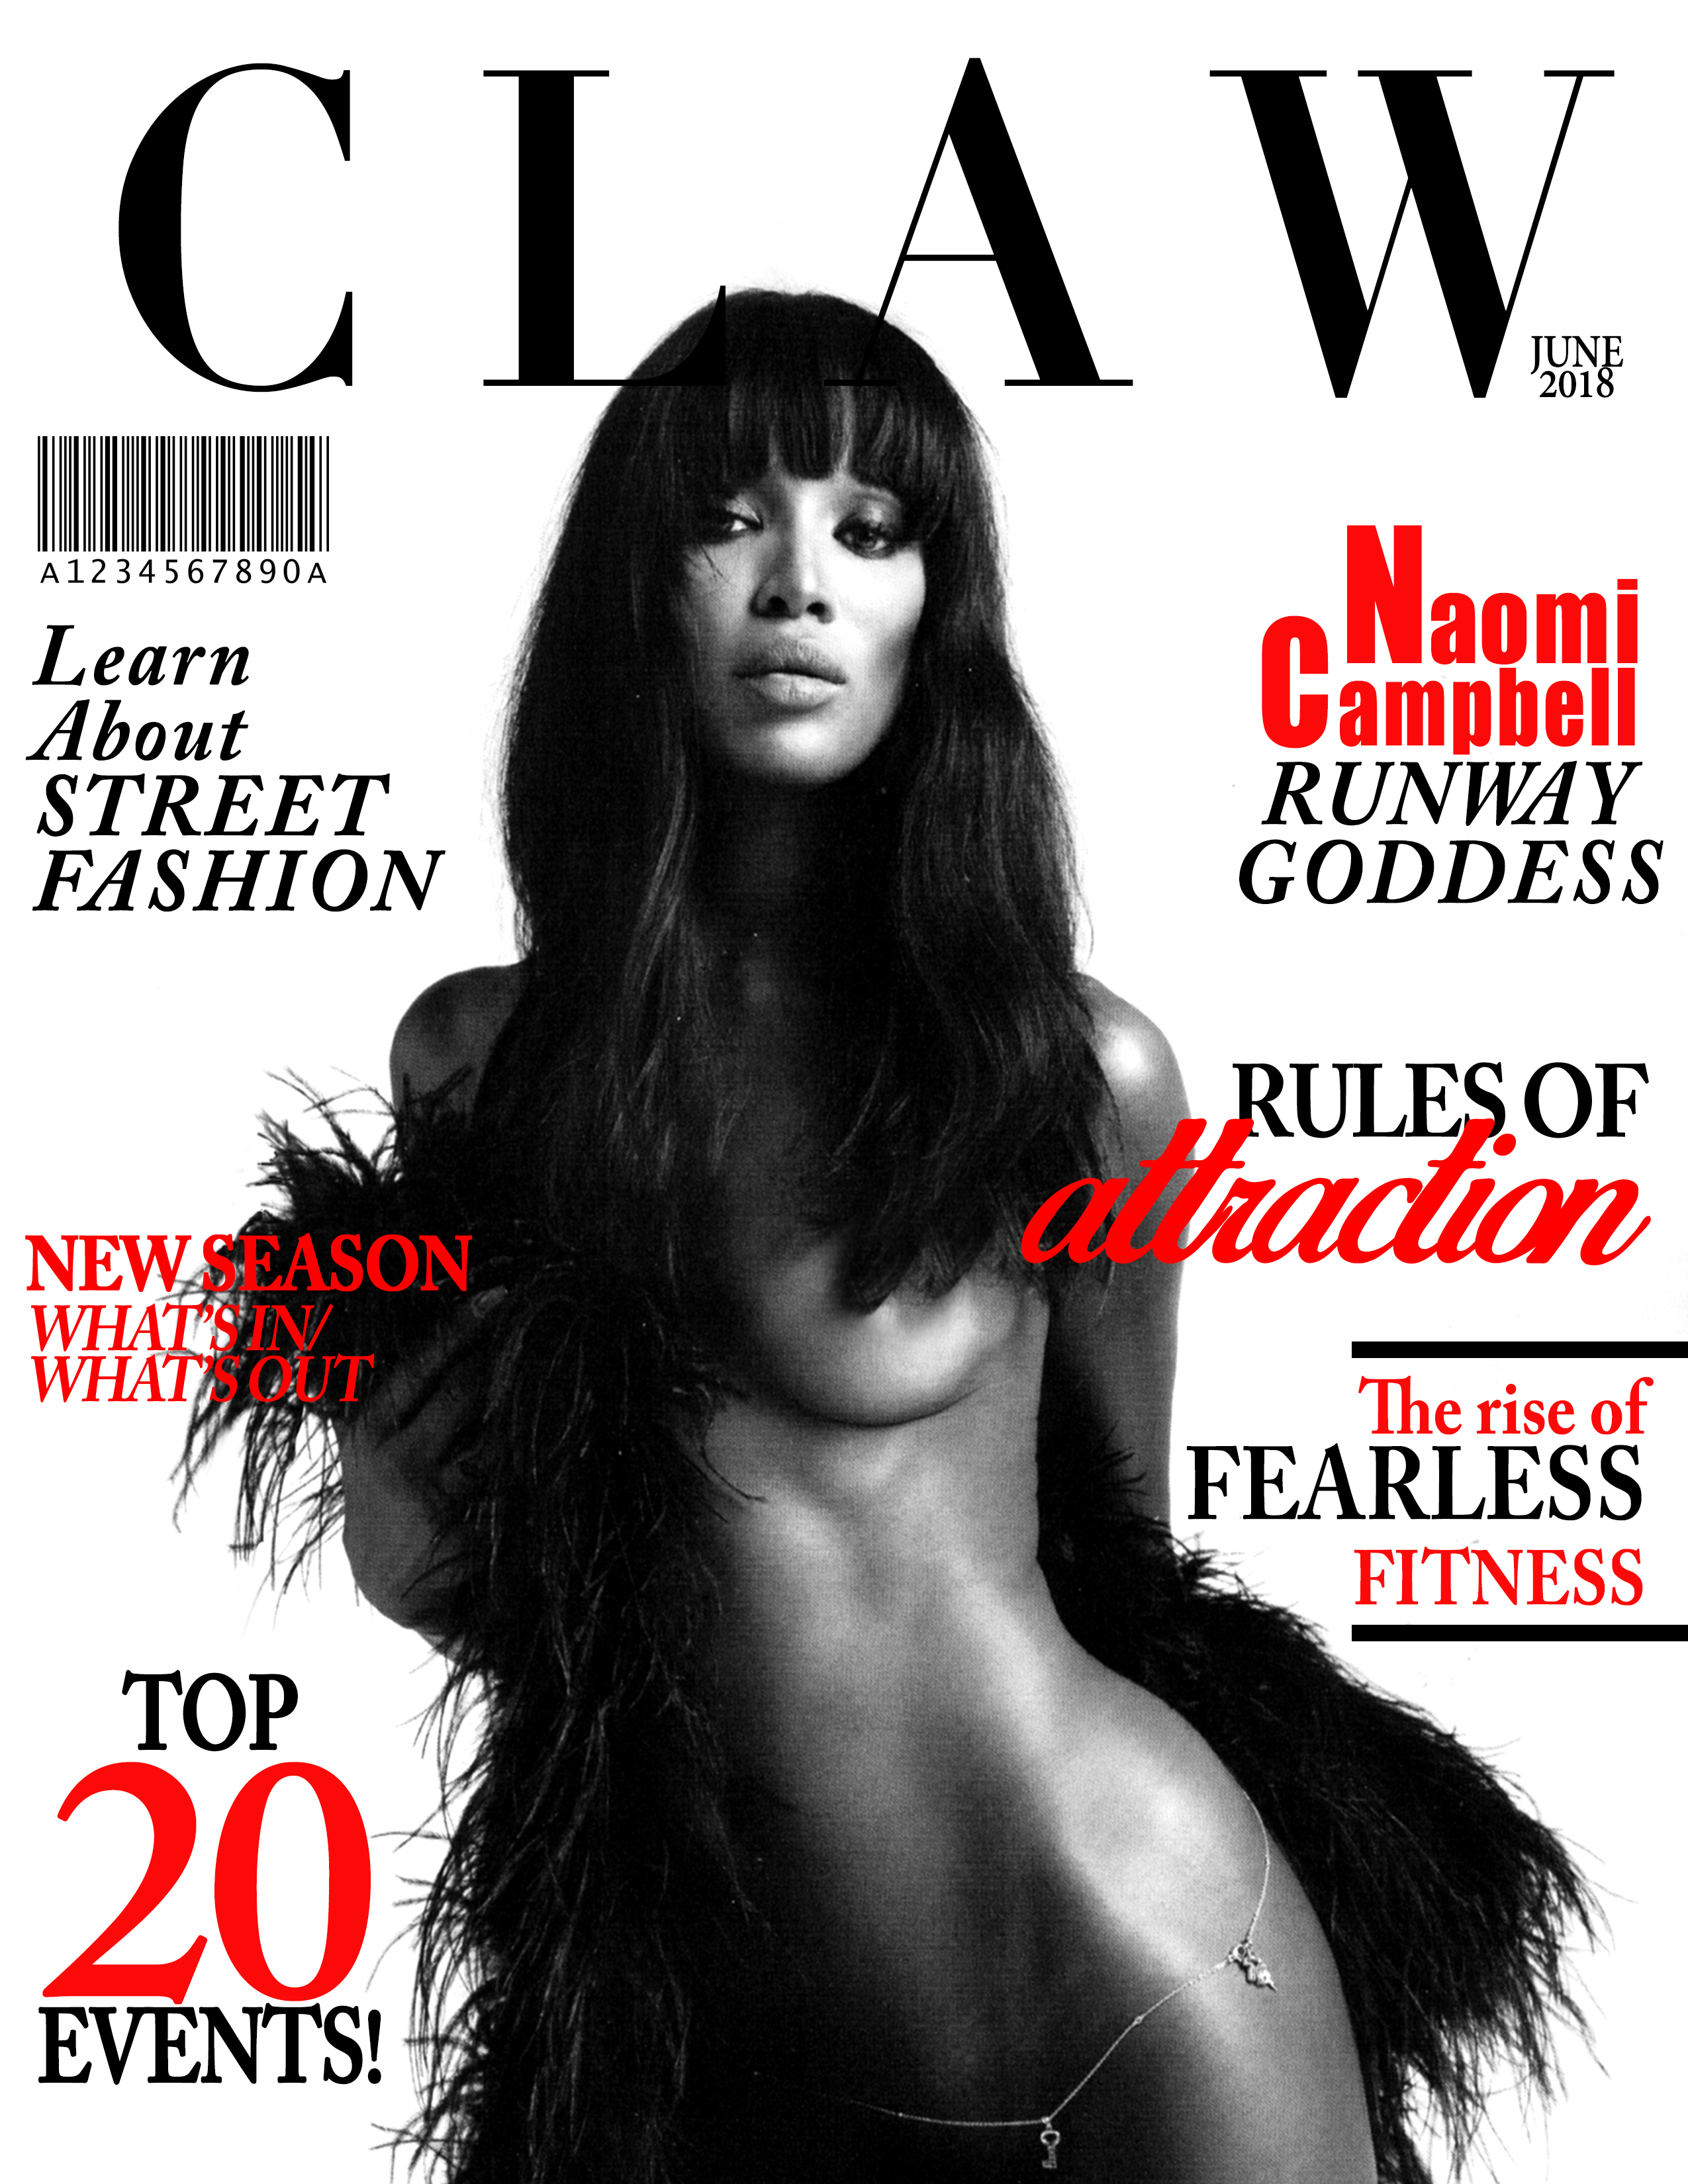 CLAW
JUNE
2018
A1234567890A
Learn
About
STREET
FASHION
Naomi
Campbell
RUNWAY
GODDESS
RULES OF
attraction
NEW SEASON
WHAT'S IN/
WHAT'S OUT
The rise of
FEARLESS
FITNESS
TOP
20
EVENTS!